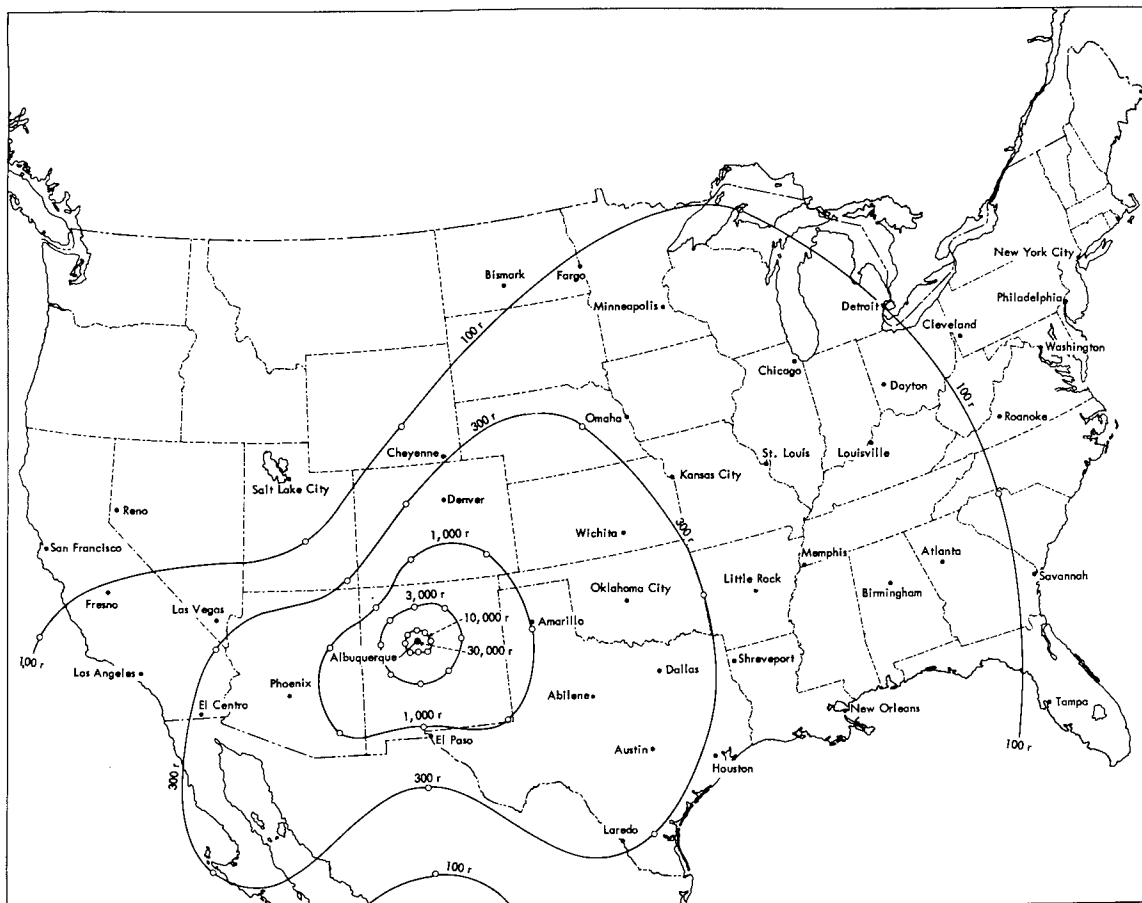 New York City
Bismark
Fargo
Minneapolis
Detroit
Philadelphia
100 r
Cleveland
Washington
Chicago
Dayton
100 r
Roanoke
Omaha
300 r
Cheyenne
St. Louis
Louisville
Salt Lake City
Kansas City
Denver
Reno
1,000 r
Wichita
300 r
San Francisco
Memphis
Atlanta
Little Rock
Savannah
Fresno
3,000 r
Oklahoma City
Birmingham
Las Vegas
10,000 r
Amarillo
30,000 r
Albuquerque
100 r
Shreveport
Los Angeles
Dallas
Phoenix
Abilene
El Centro
New Orleans
Tampa
1,000 r
El Paso
Austin
100 r
Houston
300 r
300 r
Laredo
100 r